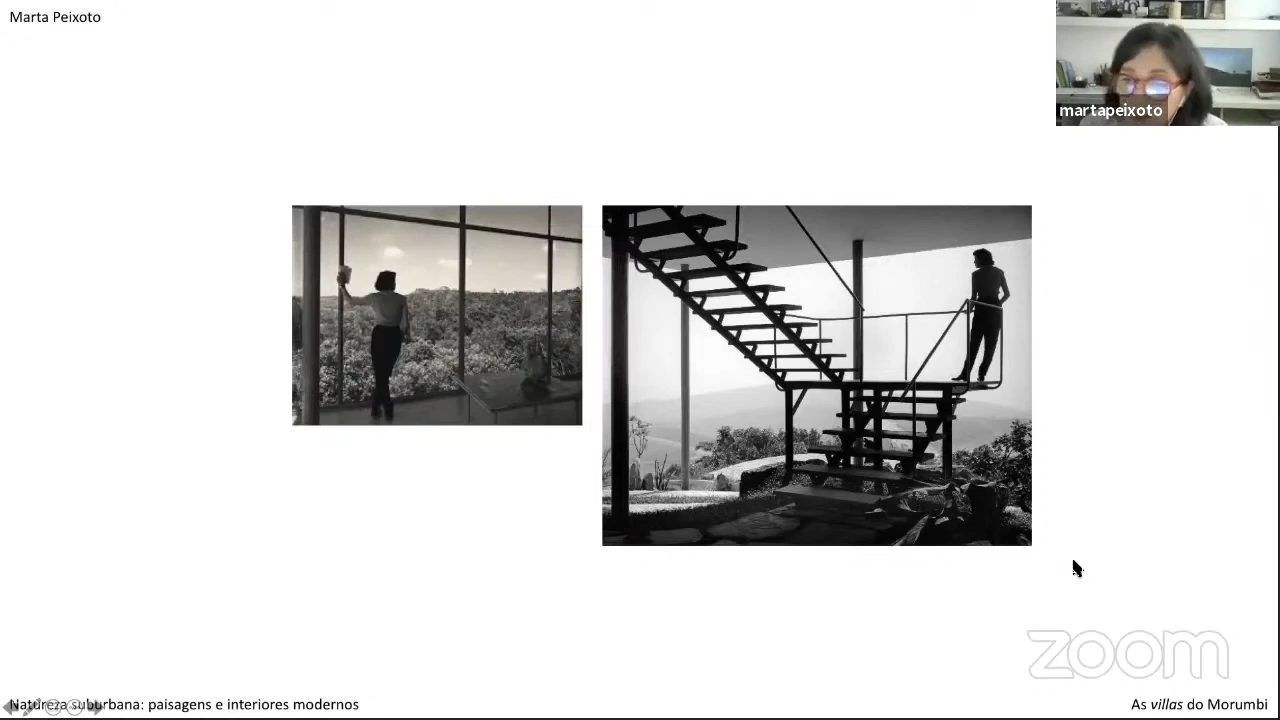 Marta Peixoto
martapeixoto
zoom
Natureza suburbana: paisagens e interiores modernos
As villas do Morumbi